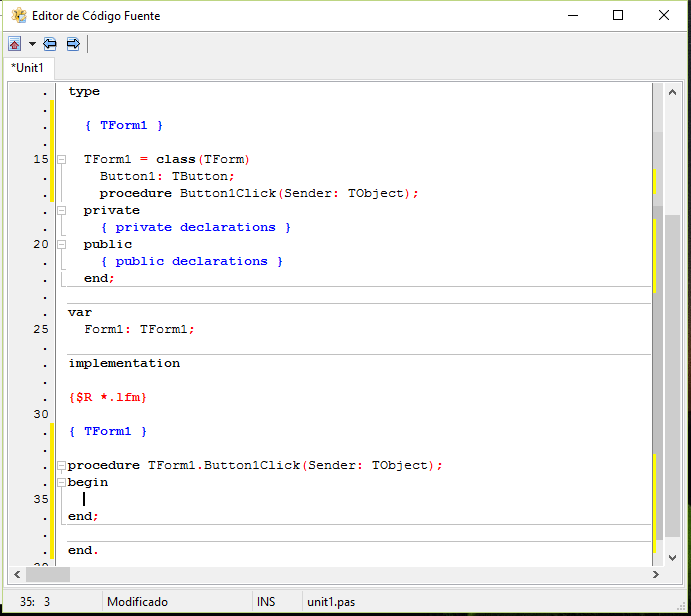 Editor de Código Fuente
*Unit1
. type
.
. { TForm1 }
.
15 TForm1 = class(TForm)
. Button1: TButton;
. procedure Button1Click(Sender: TObject);
. private
. { private declarations }
20 public
. { public declarations }
. end;
.
. var
25 Form1: TForm1;
.
. implementation
.
. {$R *.lfm}
30
. { TForm1 }
.
. procedure TForm1.Button1Click(Sender: TObject);
. begin
35
. end;
.
. end.
35: 3 Modificado INS unit1.pas